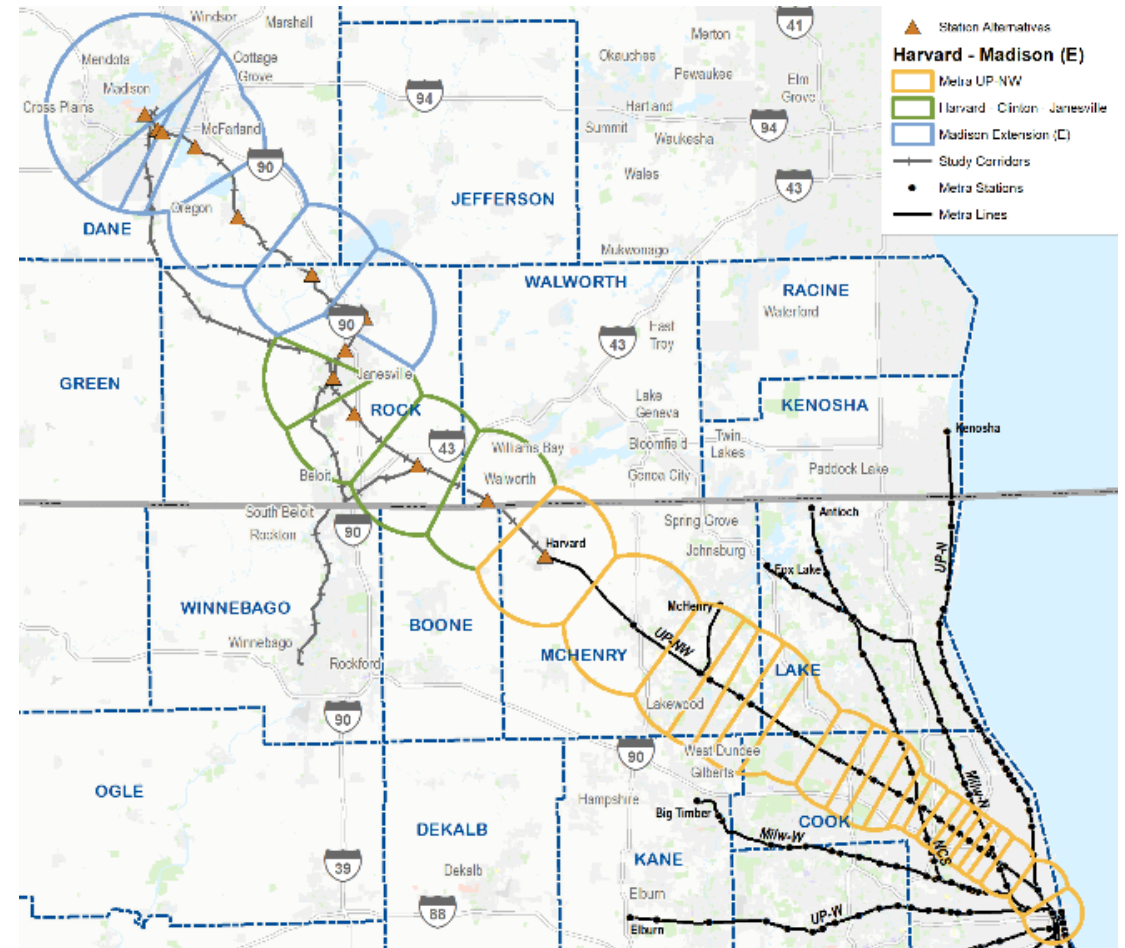 Windsor
Marshall
Mendota
Cottage
Grove
Madison
Cross Plains
McFarland
90
Oregon
DANE
94
JEFFERSON
41
Merton
Okauchee
Pewaukee
Elm
Grove
Hartland
94
Summit
Waukesha
Wales
43
Mukwonago
Station Alternatives
Harvard - Madison (E)
Metra UP-NW
Harvard - Clinton - Janesville
Madison Extension (E)
Study Corridors
Metra Stations
Metra Lines
WALWORTH
RACINE
Waterford
90
43
East
Troy
GREEN
Janesville
ROCK
Lake
Geneva
KENOSHA
Kenosha
43
Williams Bay
Bloomfield
Twin
Lakes
Paddock Lake
Beloit
Walworth
Genoa City
South Beloit
Rockton
90
Spring Grove
Antioch
Johnsburg
Harvard
Fox Lake
UP-N
WINNEBAGO
BOONE
McHenry
Winnebago
Rockford
MCHENRY
UP-NW
LAKE
90
Lakewood
90
West Dundee
Gilberts
OGLE
Hampshire
Big Timber
Milw-N
DEKALB
Milw-W
COOK
NCS
39
Dekalb
KANE
Elburn
88
Elburn
UP-W